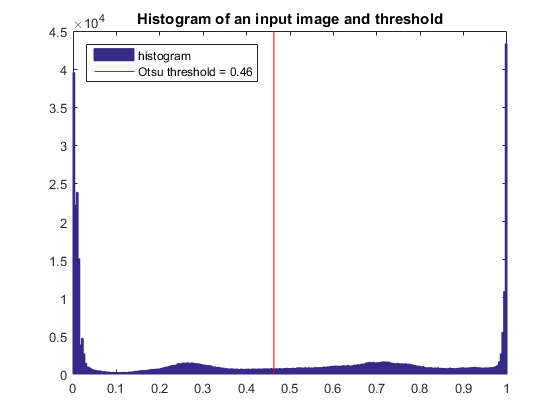 Histogram of an input image and threshold
×10^4
histogram
Otsu threshold = 0.46
4.5
4
3.5
3
2.5
2
1.5
1
0.5
0
0 0.1 0.2 0.3 0.4 0.5 0.6 0.7 0.8 0.9 1